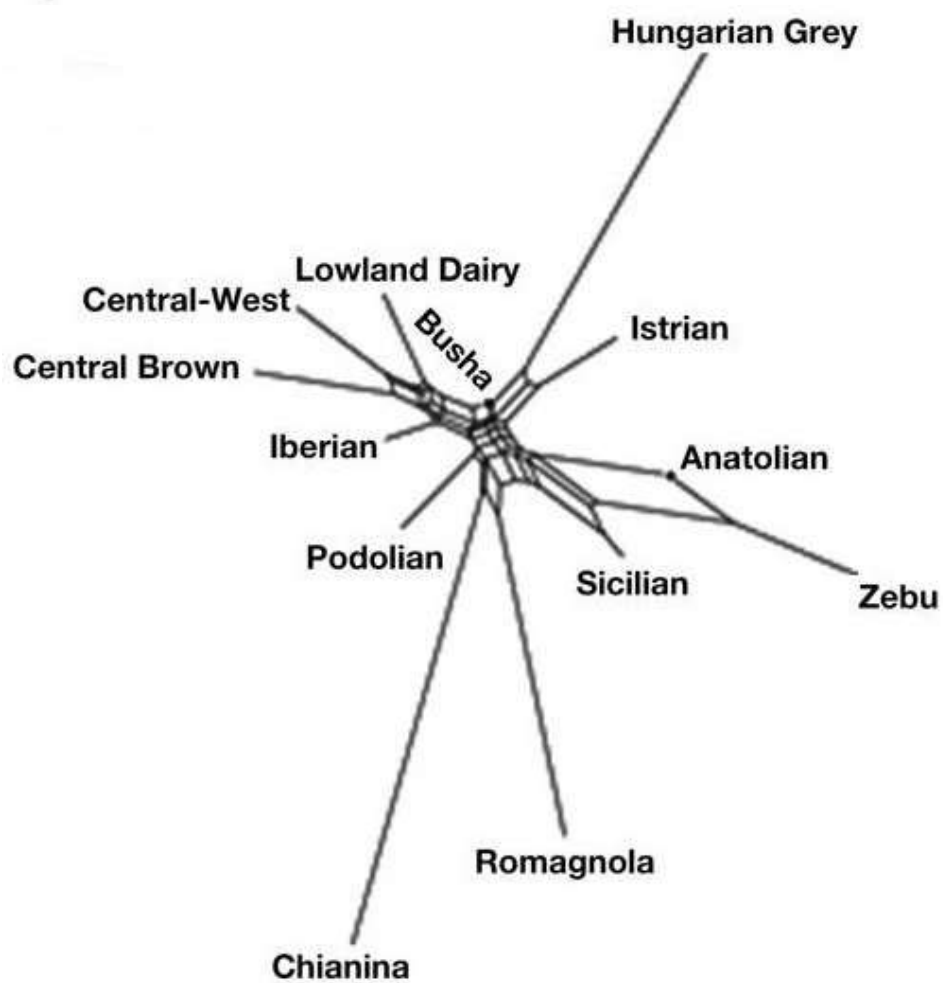 Hungarian Grey
Lowland Dairy
Central-West
Busha
Istrian
Central Brown
Iberian
Anatolian
Podolian
Sicilian
Zebu
Romagnola
Chianina